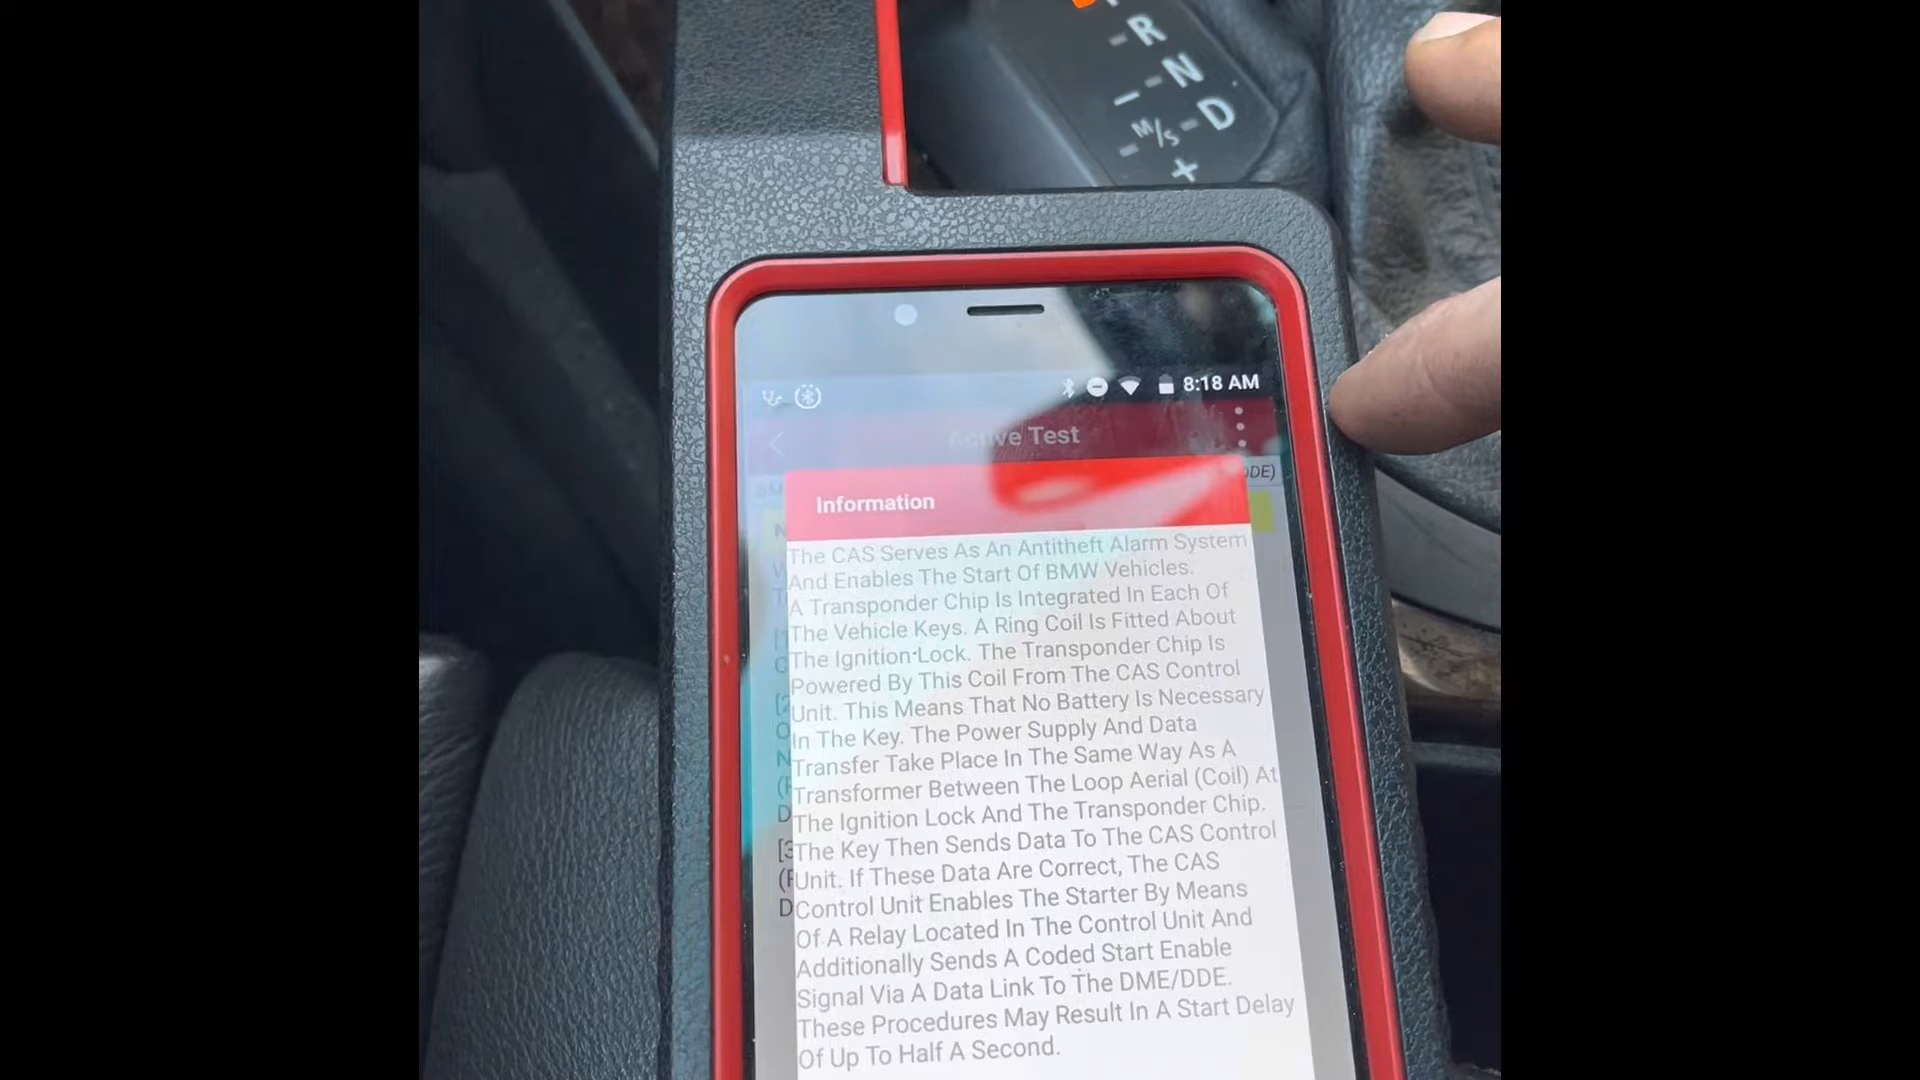 R
N
D
M/S
+
8:18 AM
Active Test
Information
The CAS Serves As An Antitheft Alarm System
And Enables The Start Of BMW Vehicles.
A Transponder Chip Is Integrated In Each Of
The Vehicle Keys. A Ring Coil Is Fitted About
The Ignition Lock. The Transponder Chip Is
Powered By This Coil From The CAS Control
Unit. This Means That No Battery Is Necessary
In The Key. The Power Supply And Data
Transfer Take Place In The Same Way As A
Transformer Between The Loop Aerial (Coil) At
The Ignition Lock And The Transponder Chip.
The Key Then Sends Data To The CAS Control
Unit. If These Data Are Correct, The CAS
Control Unit Enables The Starter By Means
Of A Relay Located In The Control Unit And
Additionally Sends A Coded Start Enable
Signal Via A Data Link To The DME/DDE.
These Procedures May Result In A Start Delay
Of Up To Half A Second.